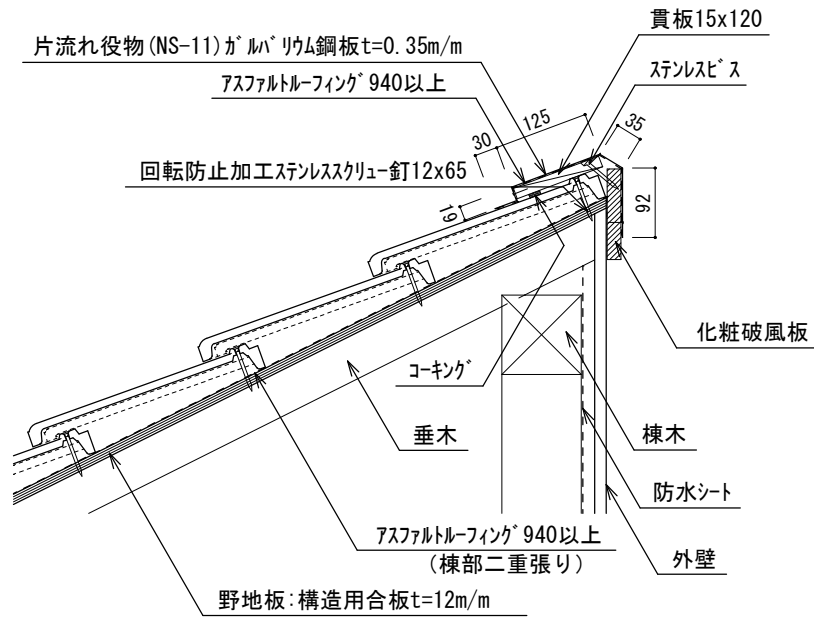 貫板15x120
片流れ役物(NS-11)ｶﾞﾙﾊﾞﾘｳﾑ鋼板t=0.35m/m
ｽﾃﾝﾚｽﾋﾞｽ
ｱｽﾌｧﾙﾄﾙｰﾌｨﾝｸﾞ940以上
125
35
30
回転防止加工ｽﾃﾝﾚｽｽｸﾘｭｰ釘12x65
92
19
化粧破風板
ｺｰｷﾝｸﾞ
垂木
棟木
防水ｼｰﾄ
ｱｽﾌｧﾙﾄﾙｰﾌｨﾝｸﾞ940以上
(棟部二重張り)
外壁
野地板:構造用合板t=12m/m